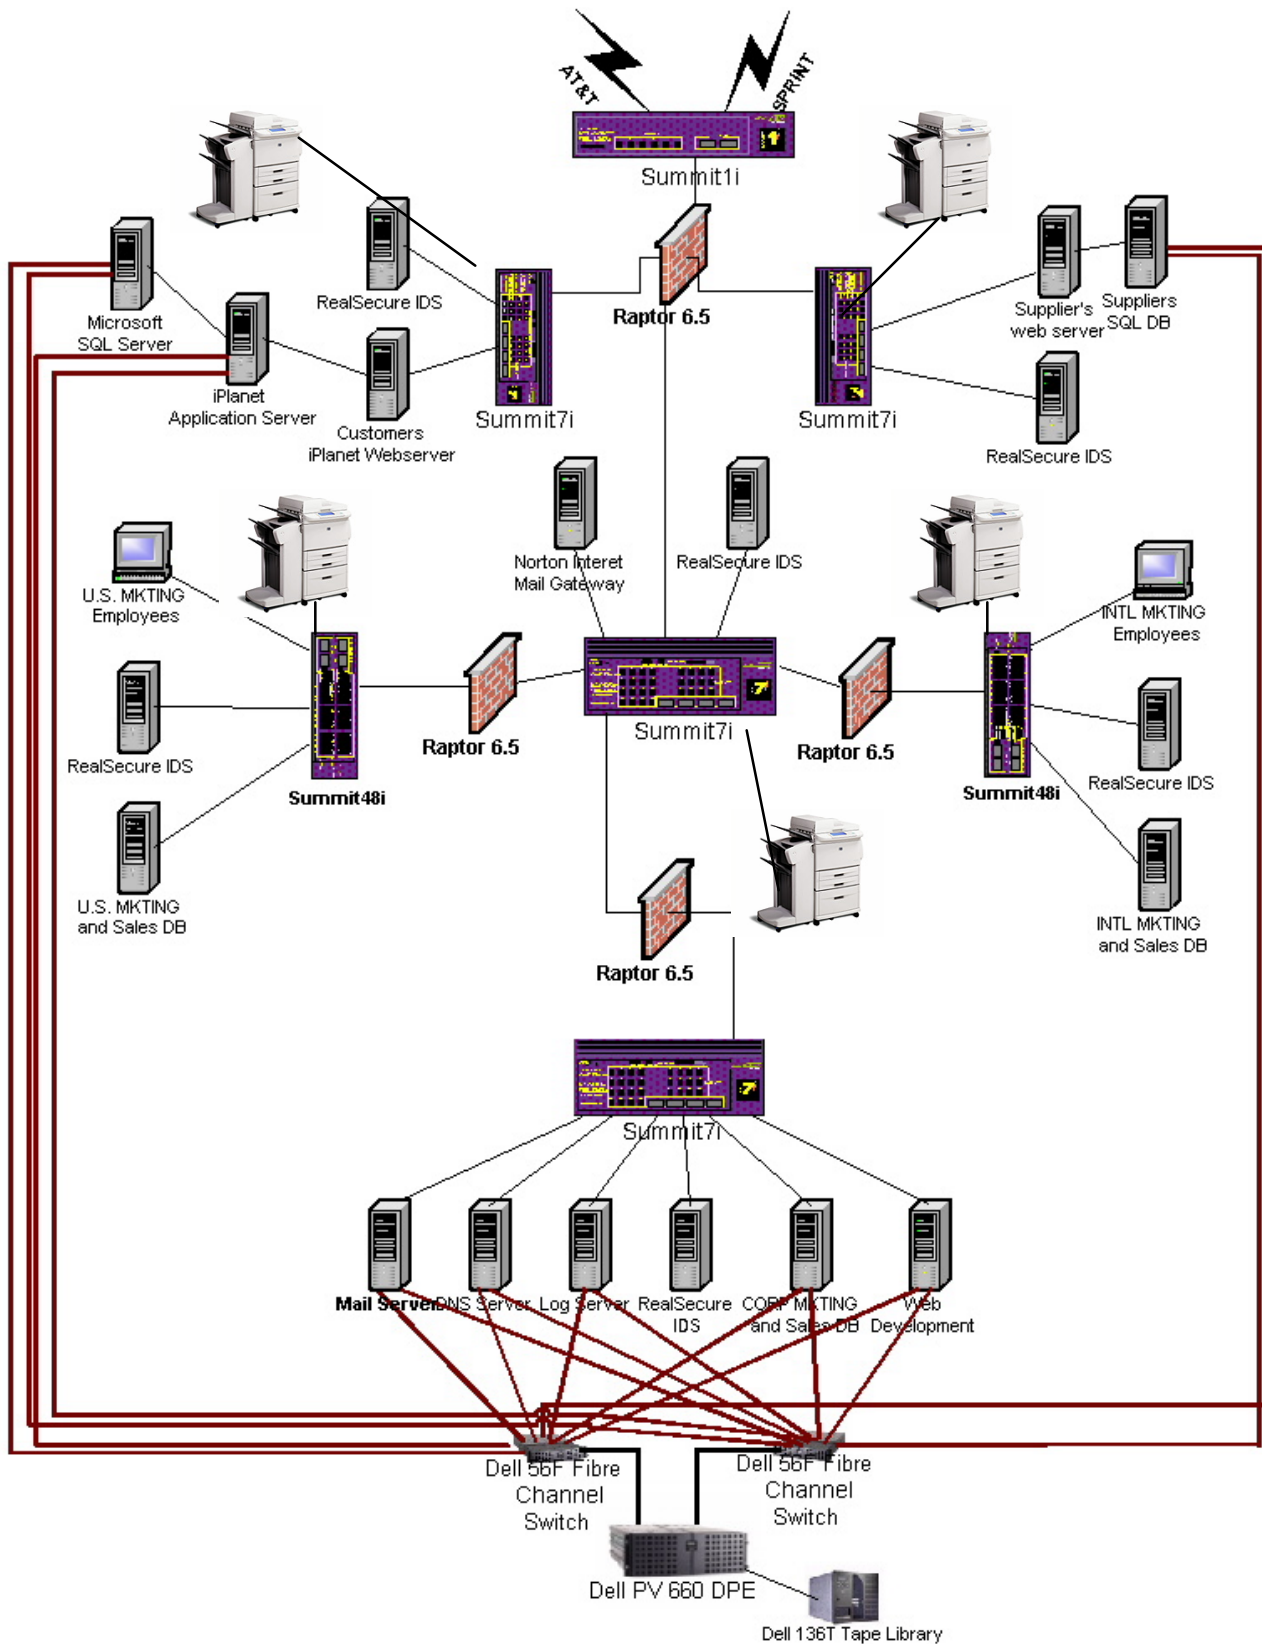 AT&T
SPRINT
Summit1i
RealSecure IDS
Raptor 6.5
Microsoft
SQL Server
iPlanet
Application Server
Customers
iPlanet Webserver
Summit7i
Summit7i
Supplier's
web server
Suppliers
SQL DB
RealSecure IDS
Norton Interet
Mail Gateway
RealSecure IDS
U.S. MKTING
Employees
INTL MKTING
Employees
Raptor 6.5
Summit7i
Raptor 6.5
RealSecure IDS
Summit48i
Summit48i
RealSecure IDS
U.S. MKTING
and Sales DB
INTL MKTING
and Sales DB
Raptor 6.5
Summit7i
Mail Server
DNS Server
Log Server
RealSecure
IDS
CORP MKTING
and Sales DB
Web
Development
Dell 56F Fibre
Channel
Switch
Dell 56F Fibre
Channel
Switch
Dell PV 660 DPE
Dell 136T Tape Library